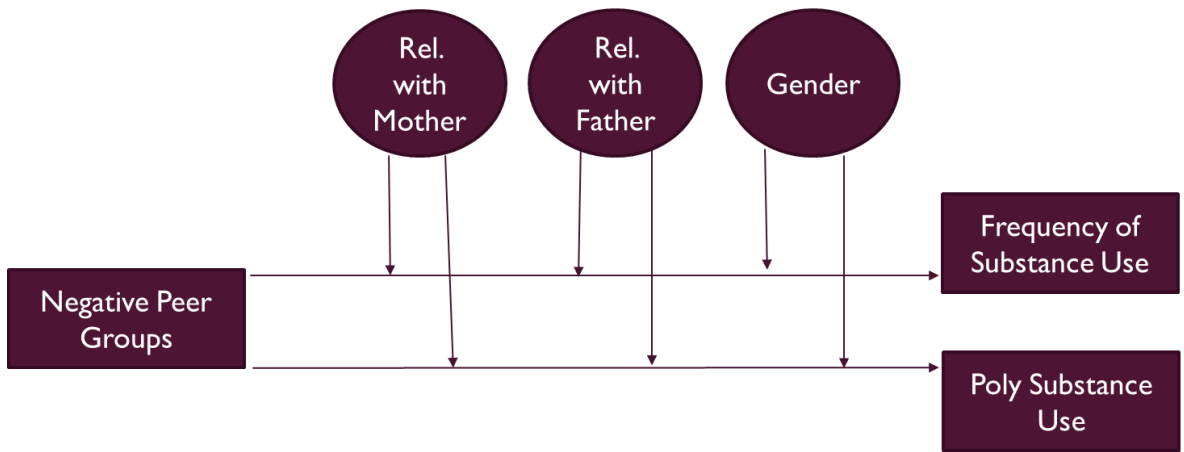 Rel.
with
Mother
Rel.
with
Father
Gender
Frequency of
Substance Use
Negative Peer
Groups
Poly Substance
Use